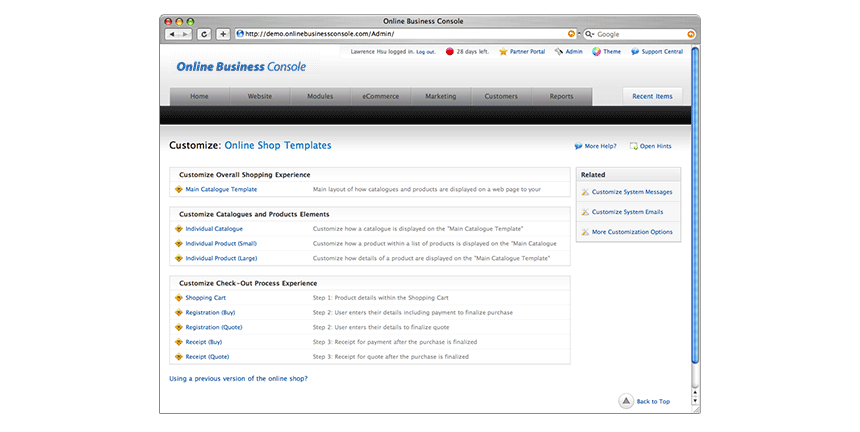 Online Business Console
http://demo.onlinebusinessconsole.com/Admin/
Google
Lawrence Hsu logged in. Log out. 28 days left. Partner Portal Admin Theme Support Central
Online Business Console
Home Website Modules eCommerce Marketing Customers Reports Recent Items
Customize: Online Shop Templates
More Help? Open Hints
Customize Overall Shopping Experience
Main Catalogue Template Main layout of how catalogues and products are displayed on a web page to your
Customize Catalogues and Products Elements
Individual Catalogue Customize how a catalogue is displayed on the "Main Catalogue Template"
Individual Product (Small) Customize how a product within a list of products is displayed on the "Main Catalogue
Individual Product (Large) Customize how details of a product are displayed on the "Main Catalogue Template"
Customize Check-Out Process Experience
Shopping Cart Step 1: Product details within the Shopping Cart
Registration (Buy) Step 2: User enters their details including payment to finalize purchase
Registration (Quote) Step 2: User enters their details to finalize quote
Receipt (Buy) Step 3: Receipt for payment after the purchase is finalized
Receipt (Quote) Step 3: Receipt for quote after the purchase is finalized
Using a previous version of the online shop?
Related
Customize System Messages
Customize System Emails
More Customization Options
Back to Top